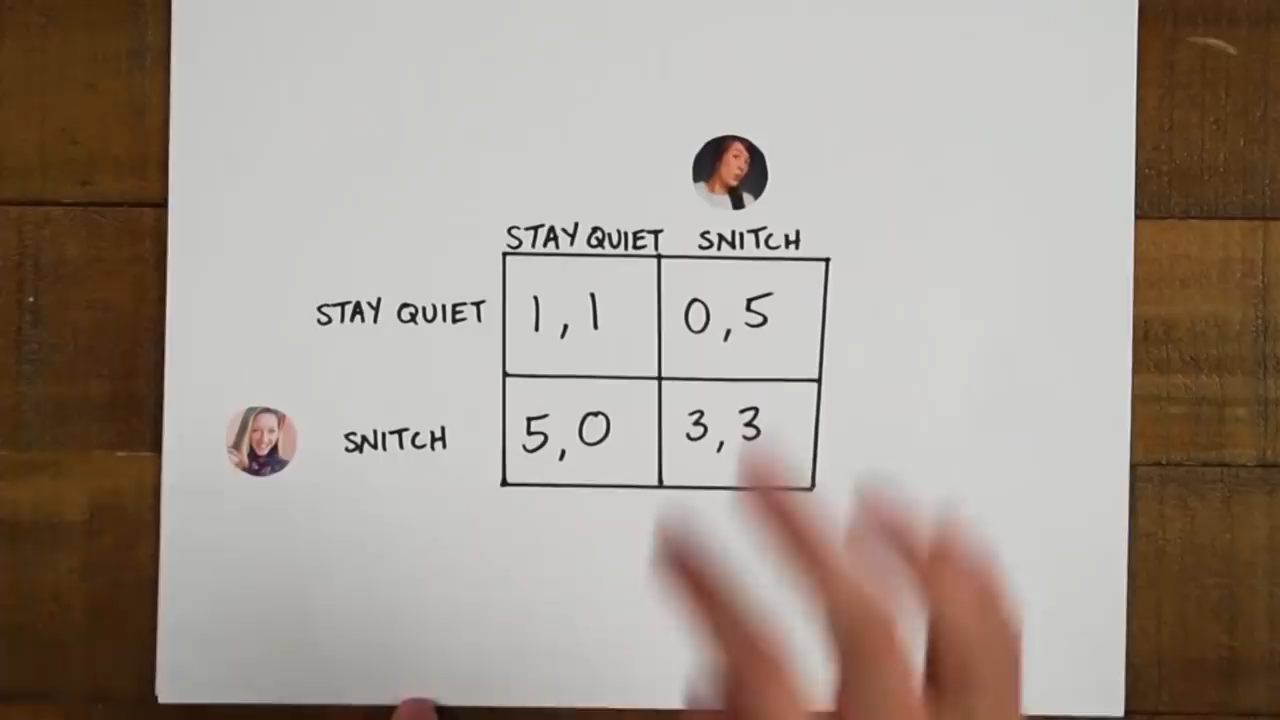 STAY QUIET SNITCH
STAY QUIET 1, 1 0, 5
SNITCH 5, 0 3, 3